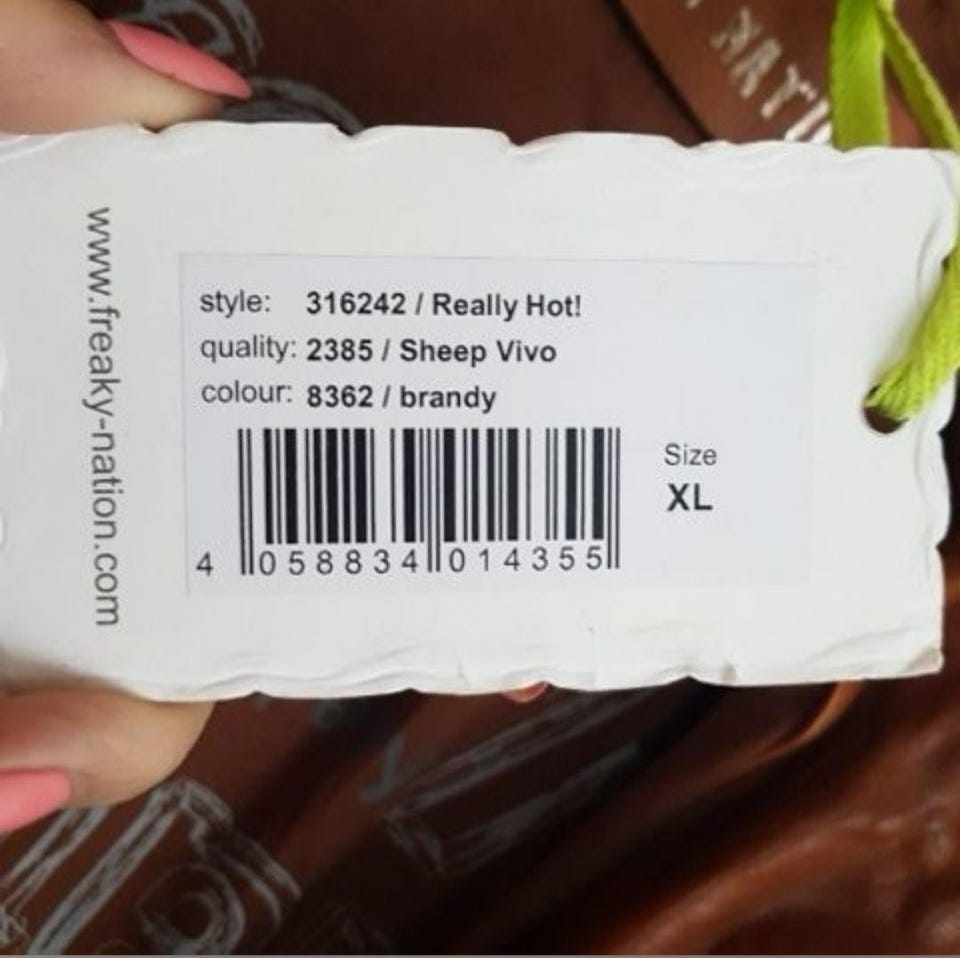 www.freaky-nation.com
style: 316242 / Really Hot!
quality: 2385 / Sheep Vivo
colour: 8362 / brandy
4 058834 014355
Size
XL